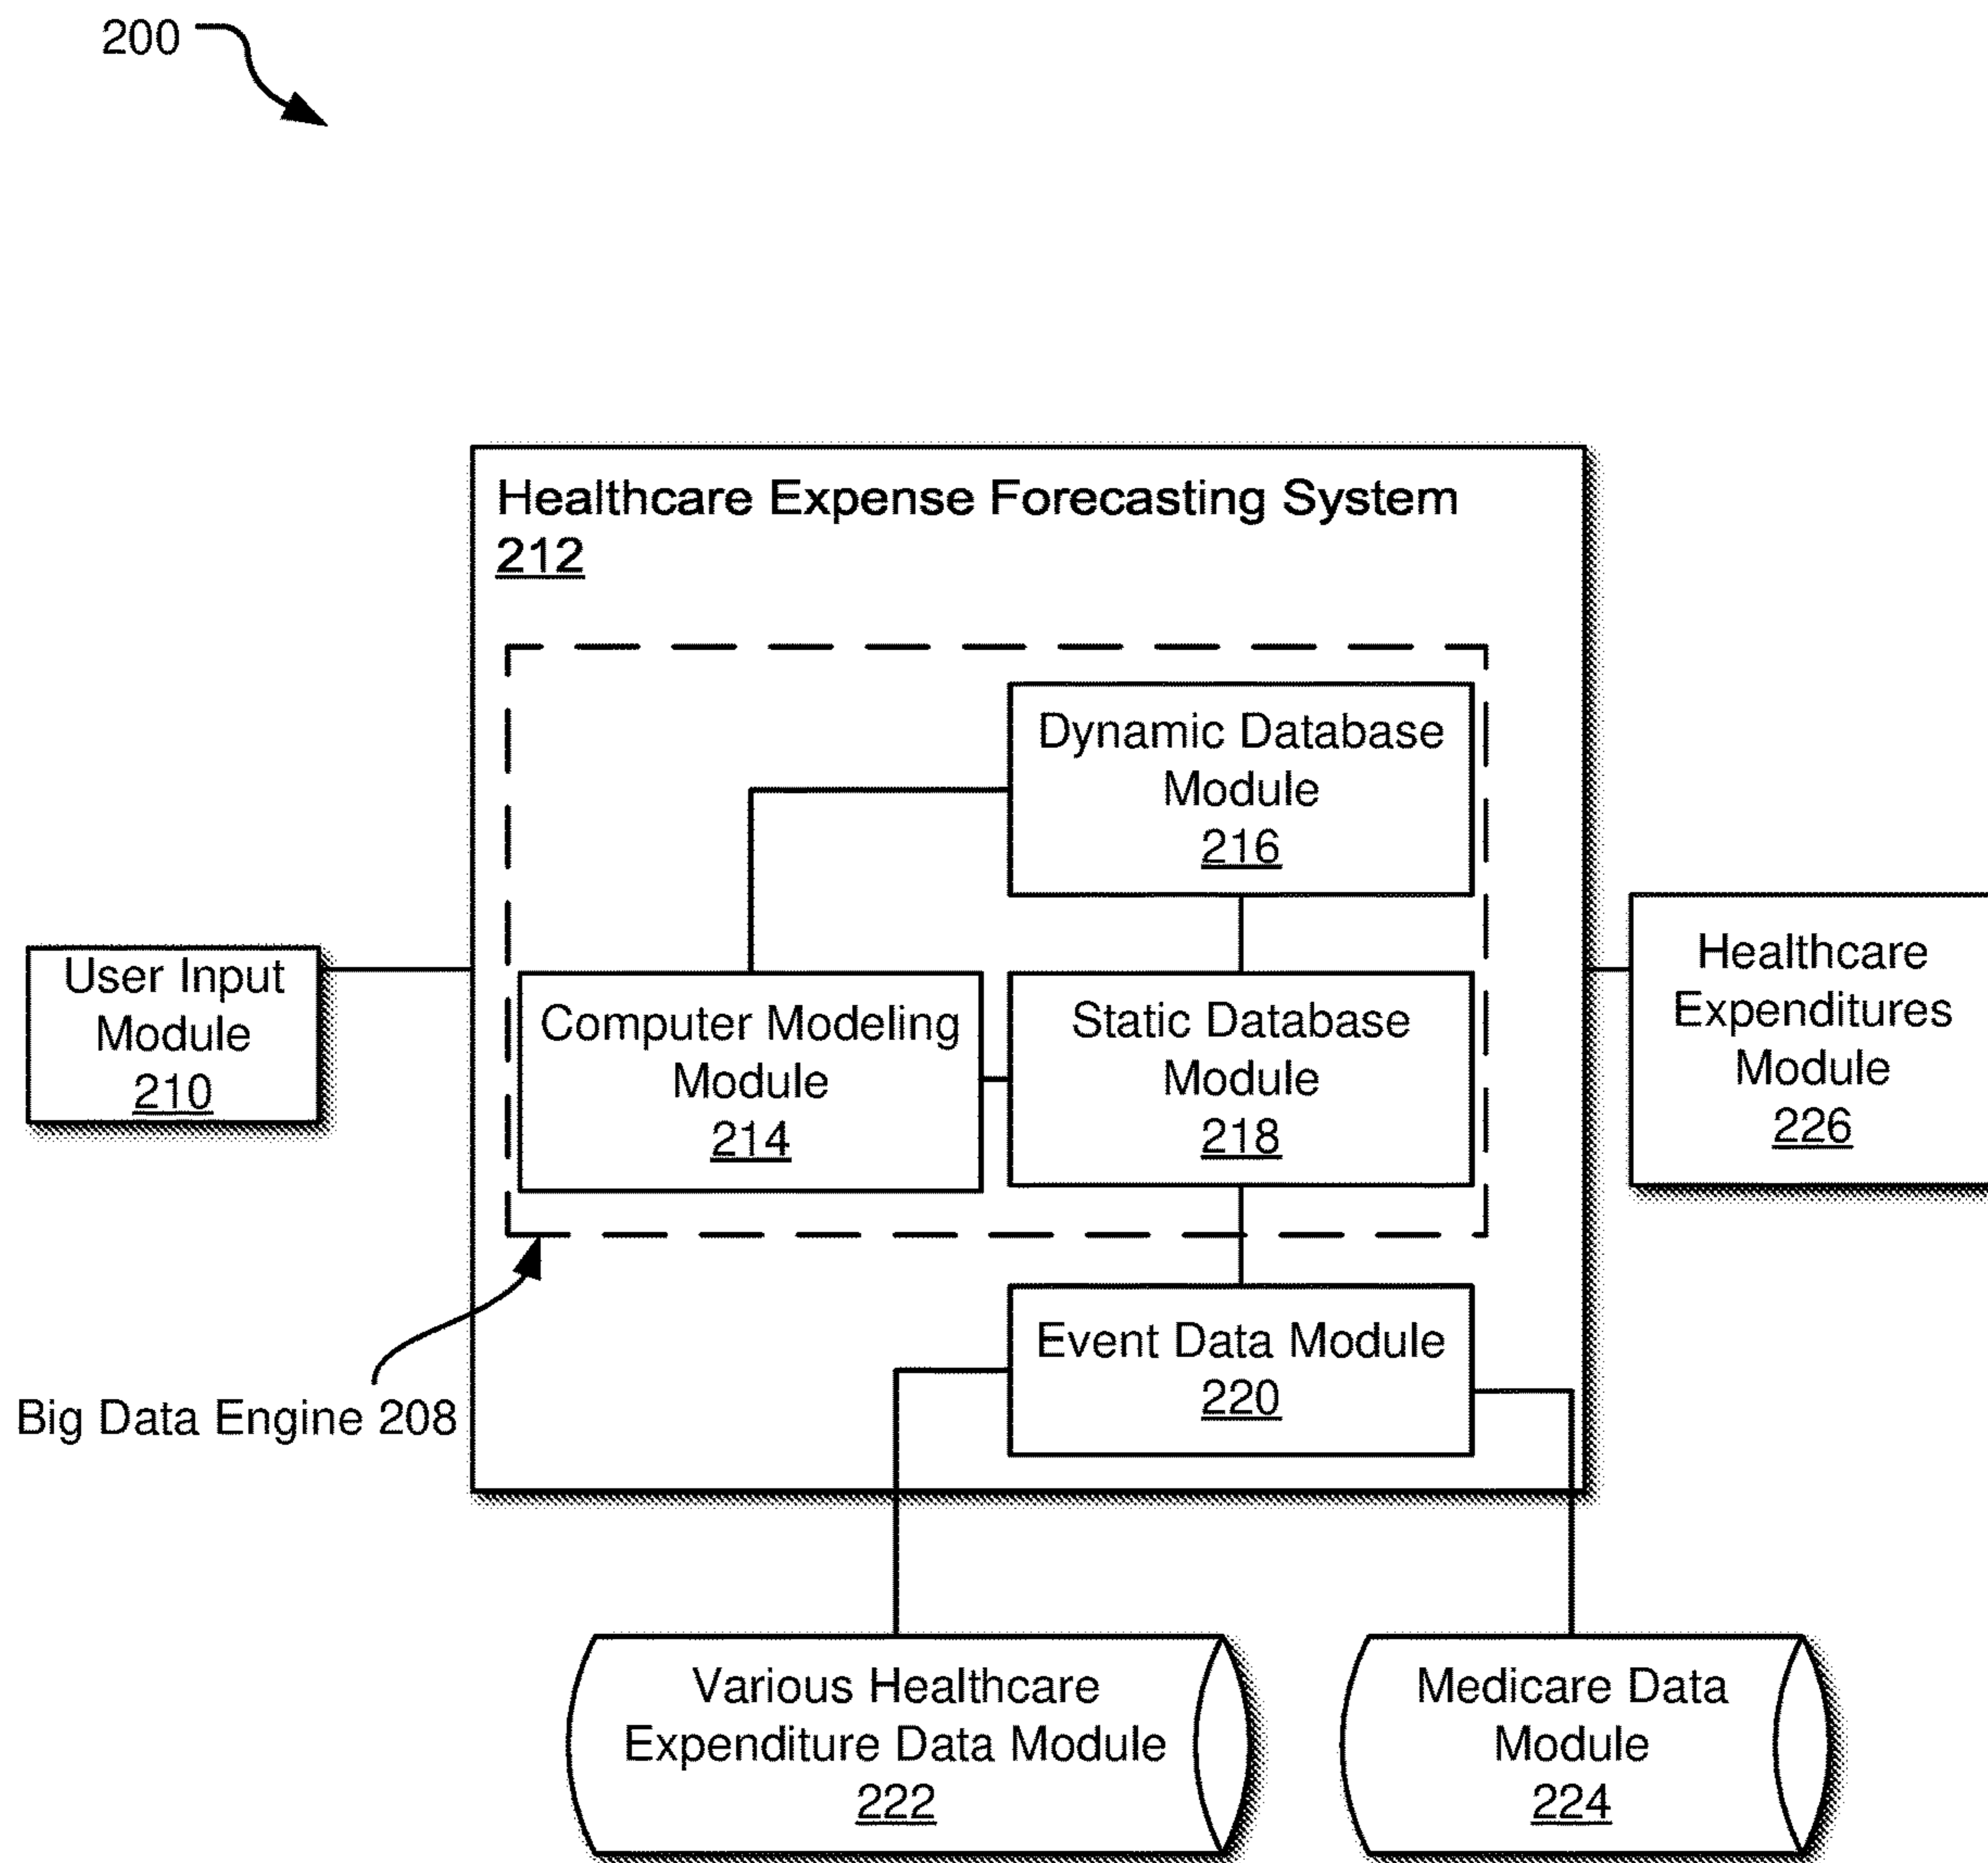 200
Healthcare Expense Forecasting System
212
Dynamic Database
Module
216
User Input
Module
210
Computer Modeling
Module
214
Static Database
Module
218
Healthcare
Expenditures
Module
226
Event Data Module
220
Big Data Engine 208
Various Healthcare
Expenditure Data Module
222
Medicare Data
Module
224